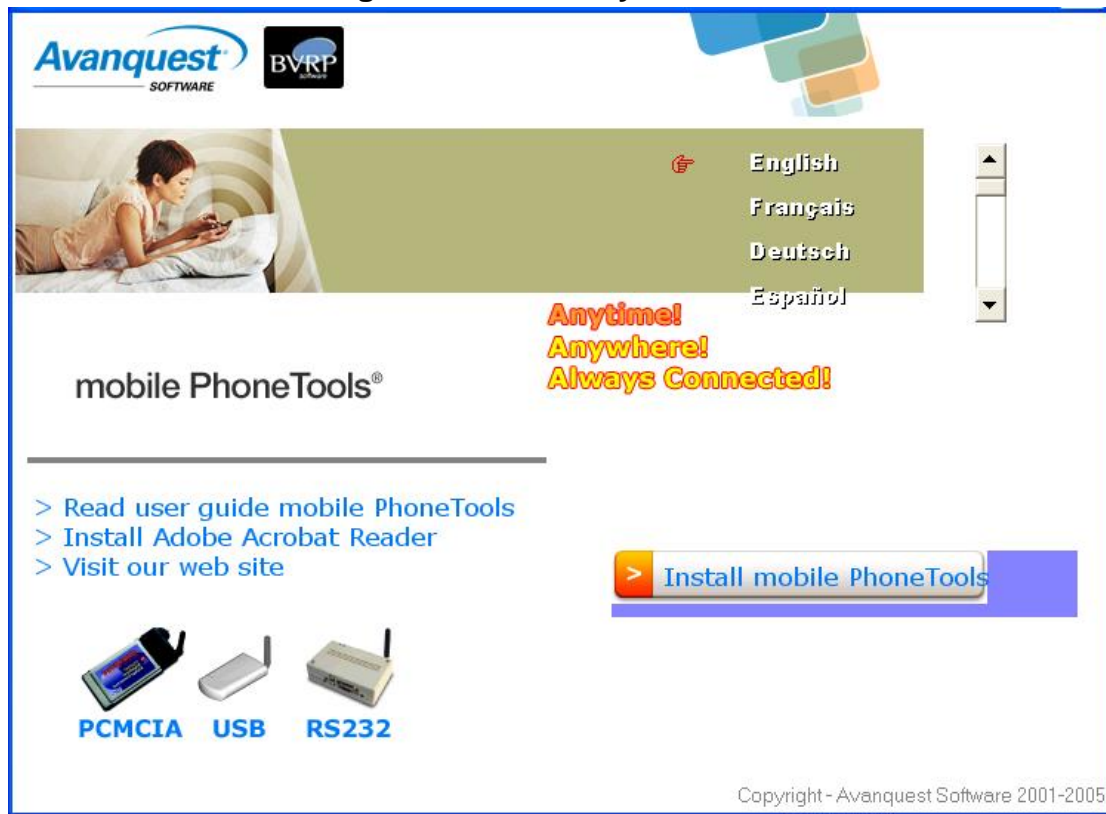 Avanquest
SOFTWARE
BVRP
software
English
Français
Deutsch
Español
Anytime!
Anywhere!
Always Connected!
mobile PhoneTools®
> Read user guide mobile PhoneTools
> Install Adobe Acrobat Reader
> Visit our web site
> Install mobile PhoneTools
PCMCIA USB RS232
Copyright - Avanquest Software 2001-2005